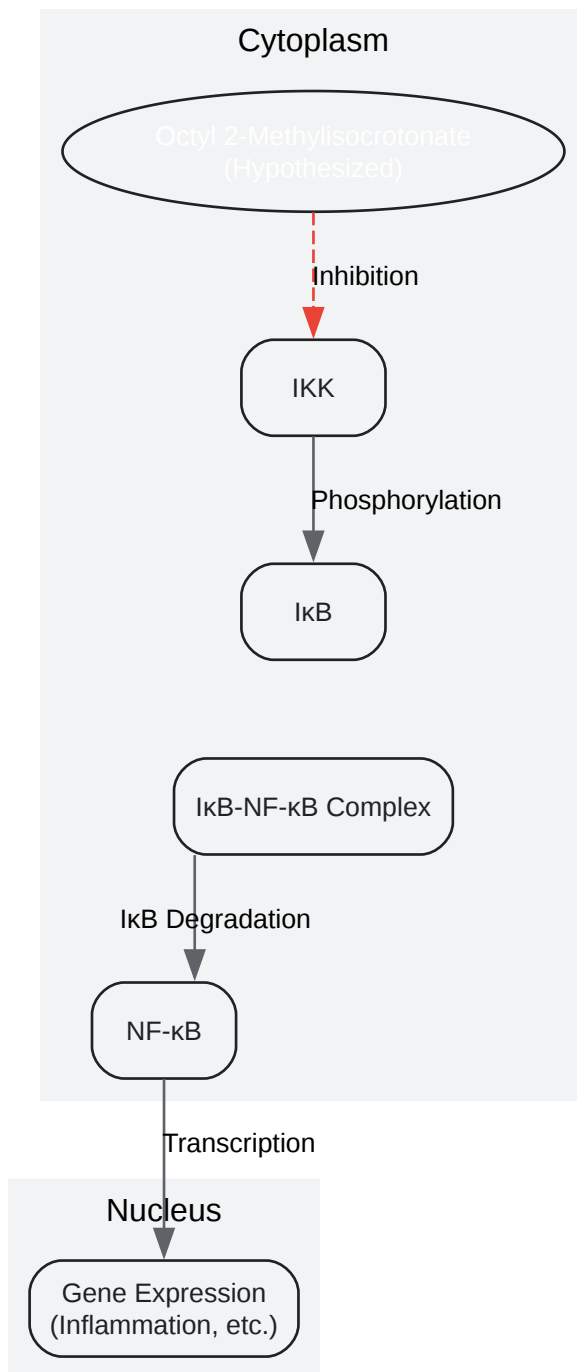 Cytoplasm
Octyl 2-Methylisocrotonate
(Hypothesized)
Inhibition
IKK
Phosphorylation
IκB
IκB-NF-κB Complex
IκB Degradation
NF-κB
Transcription
Nucleus
Gene Expression
(Inflammation, etc.)